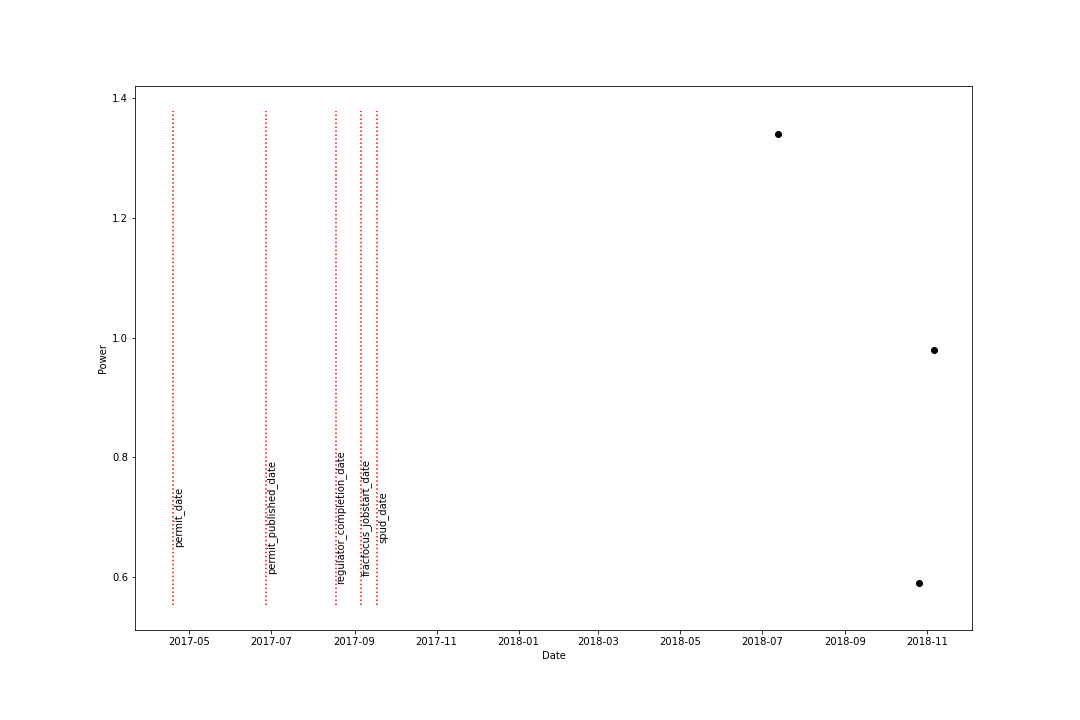 1.4
1.2
1.0
0.8
0.6
Power
permit_date
permit_published_date
regulator_completion_date
fracfocus_jobstart_date
spud_date
2017-05 2017-07 2017-09 2017-11 2018-01 2018-03 2018-05 2018-07 2018-09 2018-11
Date